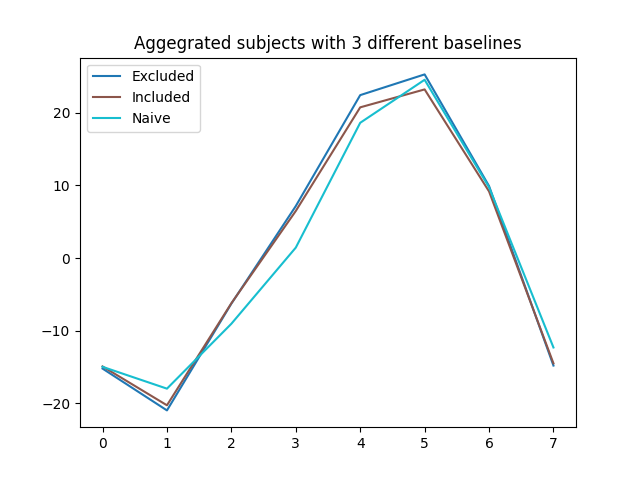 Aggegrated subjects with 3 different baselines
Excluded
Included
Naive
20
10
0
−10
−20
0 1 2 3 4 5 6 7